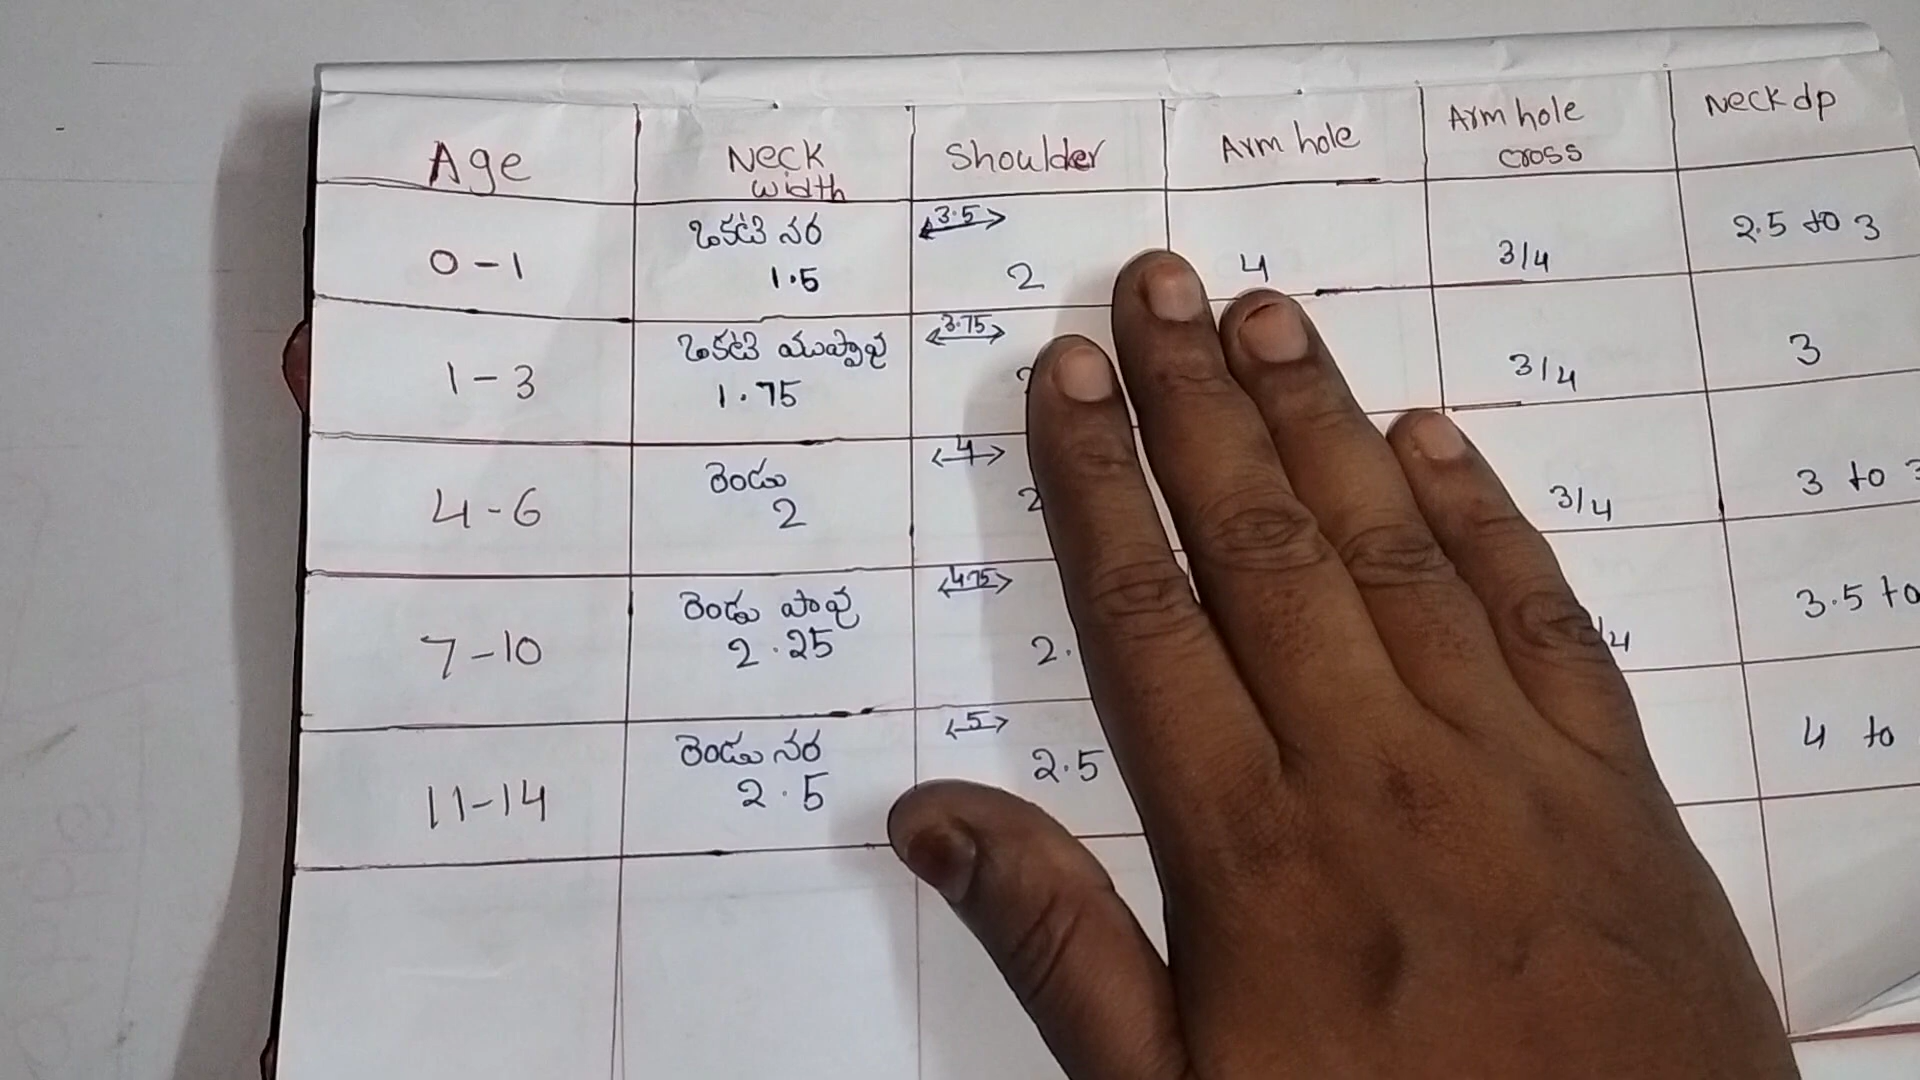 Age
Neck width
Shoulder
Arm hole
Arm hole cross
Neck dp
0-1
ఒకటి నర
1.5
3.5
2
4
3/4
2.5 to 3
1-3
ఒకటి ముప్పావు
1.75
3.75
3/4
3
4-6
రెండు
2
4
3/4
3 to
7-10
రెండు పావు
2.25
4.75
2.
3.5 to
11-14
రెండు నర
2.5
5
2.5
4 to